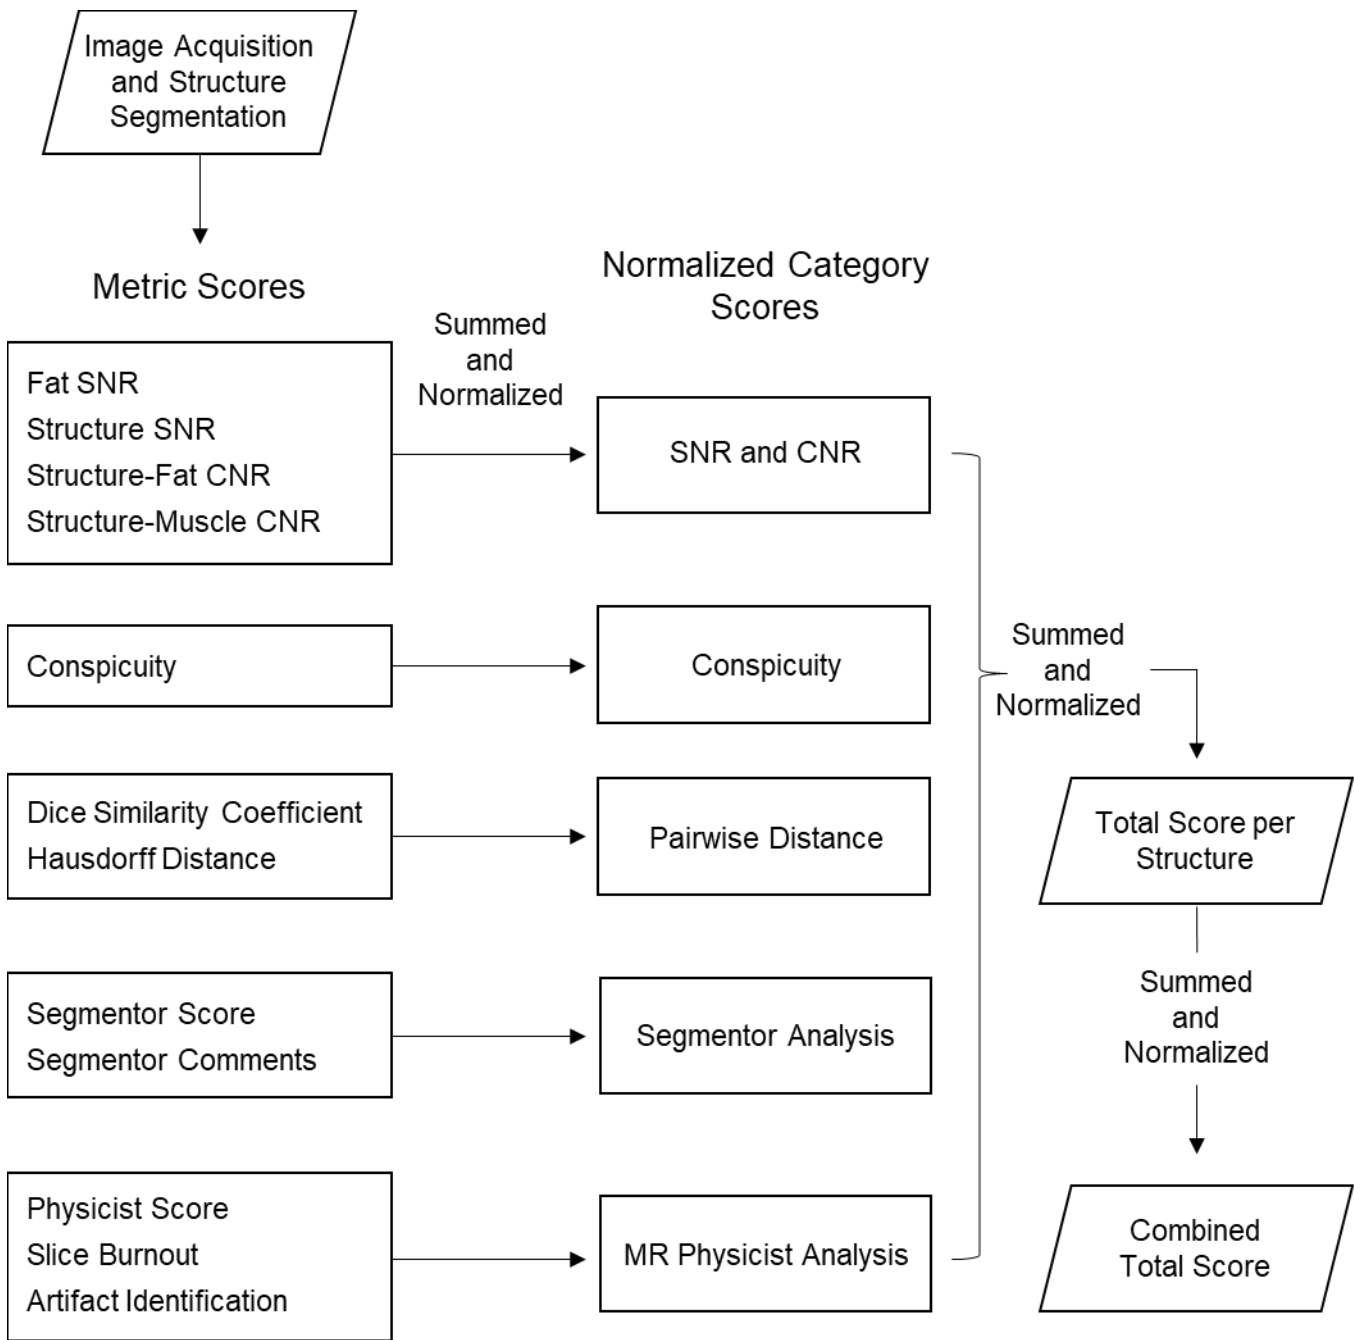 Image Acquisition
and Structure
Segmentation
Metric Scores
Normalized Category
Scores
Summed
and
Normalized
Fat SNR
Structure SNR
Structure-Fat CNR
Structure-Muscle CNR
SNR and CNR
Conspicuity
Conspicuity
Summed
and
Normalized
Dice Similarity Coefficient
Hausdorff Distance
Pairwise Distance
Total Score per
Structure
Segmentor Score
Segmentor Comments
Segmentor Analysis
Summed
and
Normalized
Physicist Score
Slice Burnout
Artifact Identification
MR Physicist Analysis
Combined
Total Score